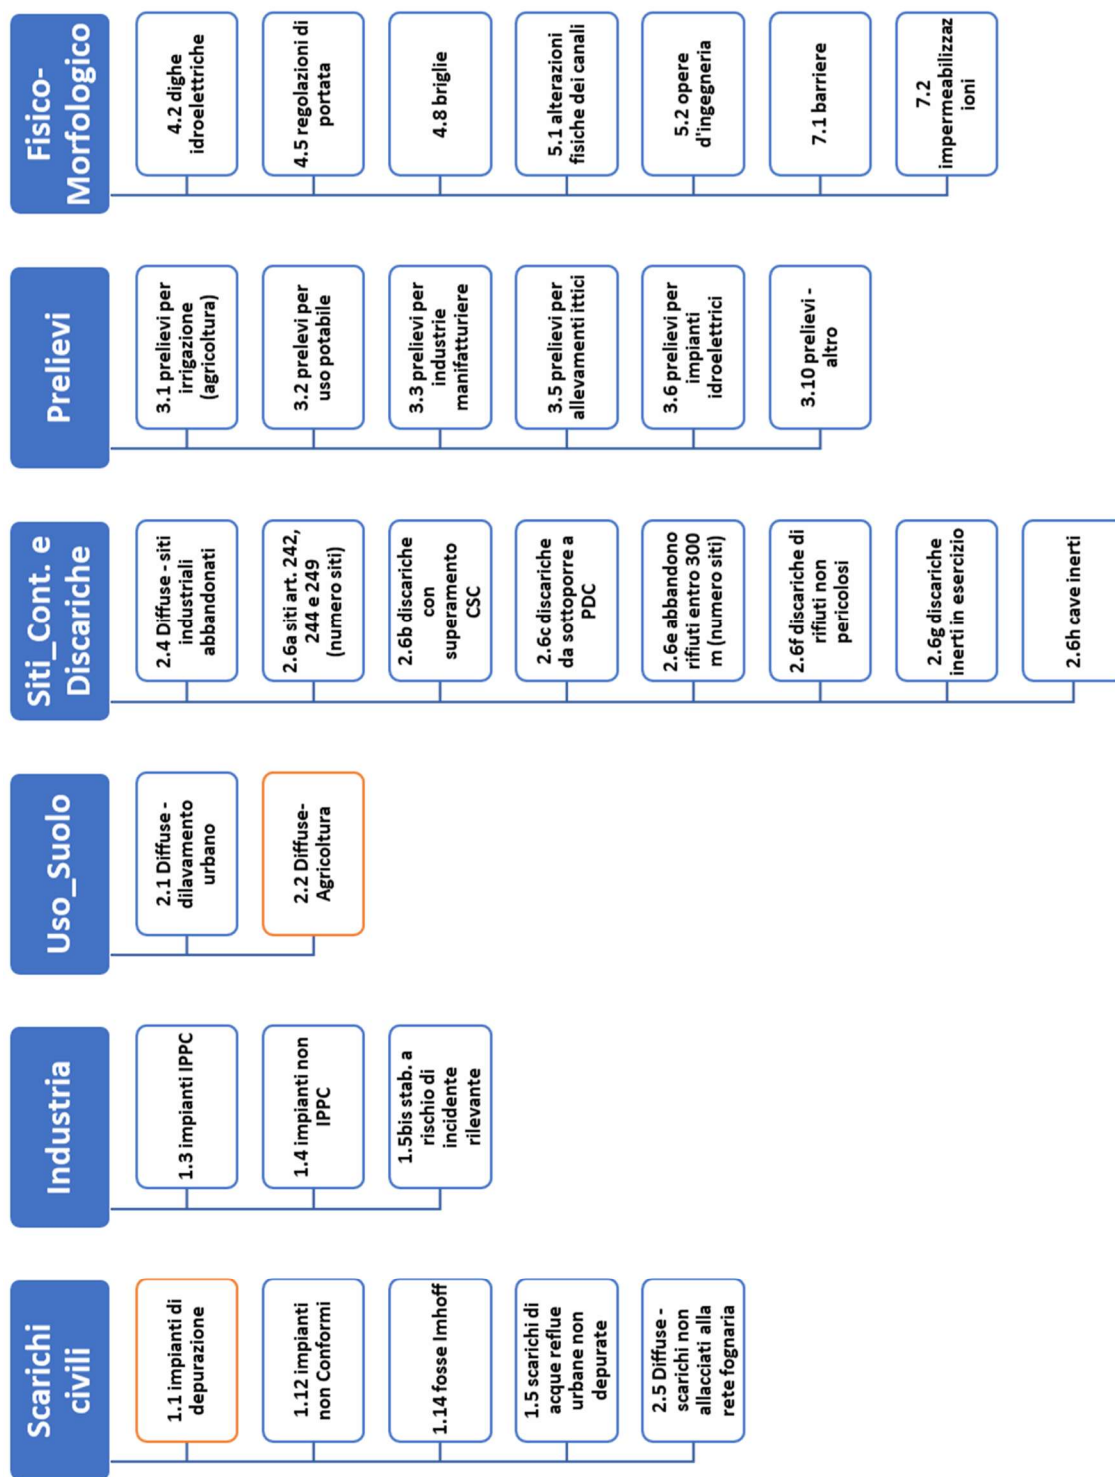 Scarichi
civili
1.1 impianti di
depurazione
1.12 impianti
non Conformi
1.14 fosse Imhoff
1.5 scarichi di
acque reflue
urbane non
depurate
2.5 Diffuse -
scarichi non
allacciati alla
rete fognaria
Industria
1.3 impianti IPPC
1.4 impianti non
IPPC
1.5bis stab. a
rischio di
incidente
rilevante
Uso_Suolo
2.1 Diffuse -
dilavamento
urbano
2.2 Diffuse-
Agricoltura
Siti_Cont. e
Discariche
2.4 Diffuse - siti
industriali
abbandonati
2.6a siti art. 242,
244 e 249
(numero siti)
2.6b discariche
con
superamento
CSC
2.6c discariche
da sottoporre a
PDC
2.6e abbandono
rifiuti entro 300
m (numero siti)
2.6f discariche di
rifiuti non
pericolosi
2.6g discariche
inerti in esercizio
2.6h cave inerti
Prelievi
3.1 prelievi per
irrigazione
(agricoltura)
3.2 prelevi per
uso potabile
3.3 prelievi per
industrie
manifatturiere
3.5 prelievi per
allevamenti ittici
3.6 prelievi per
impianti
idroelettrici
3.10 prelievi -
altro
Fisico-
Morfologico
4.2 dighe
idroelettriche
4.5 regolazioni di
portata
4.8 briglie
5.1 alterazioni
fisiche dei canali
5.2 opere
d'ingegneria
7.1 barriere
7.2
impermeabilizzaz
ioni